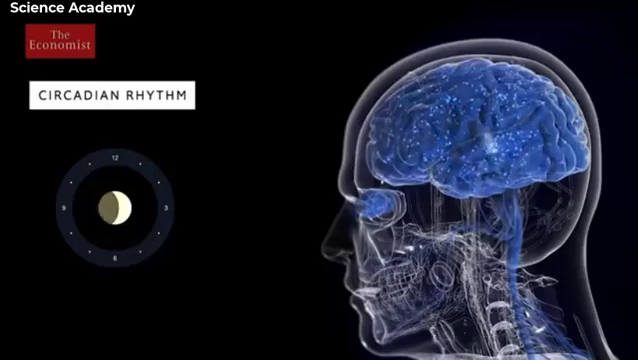 Science Academy
The
Economist
CIRCADIAN RHYTHM
12
9
3
6